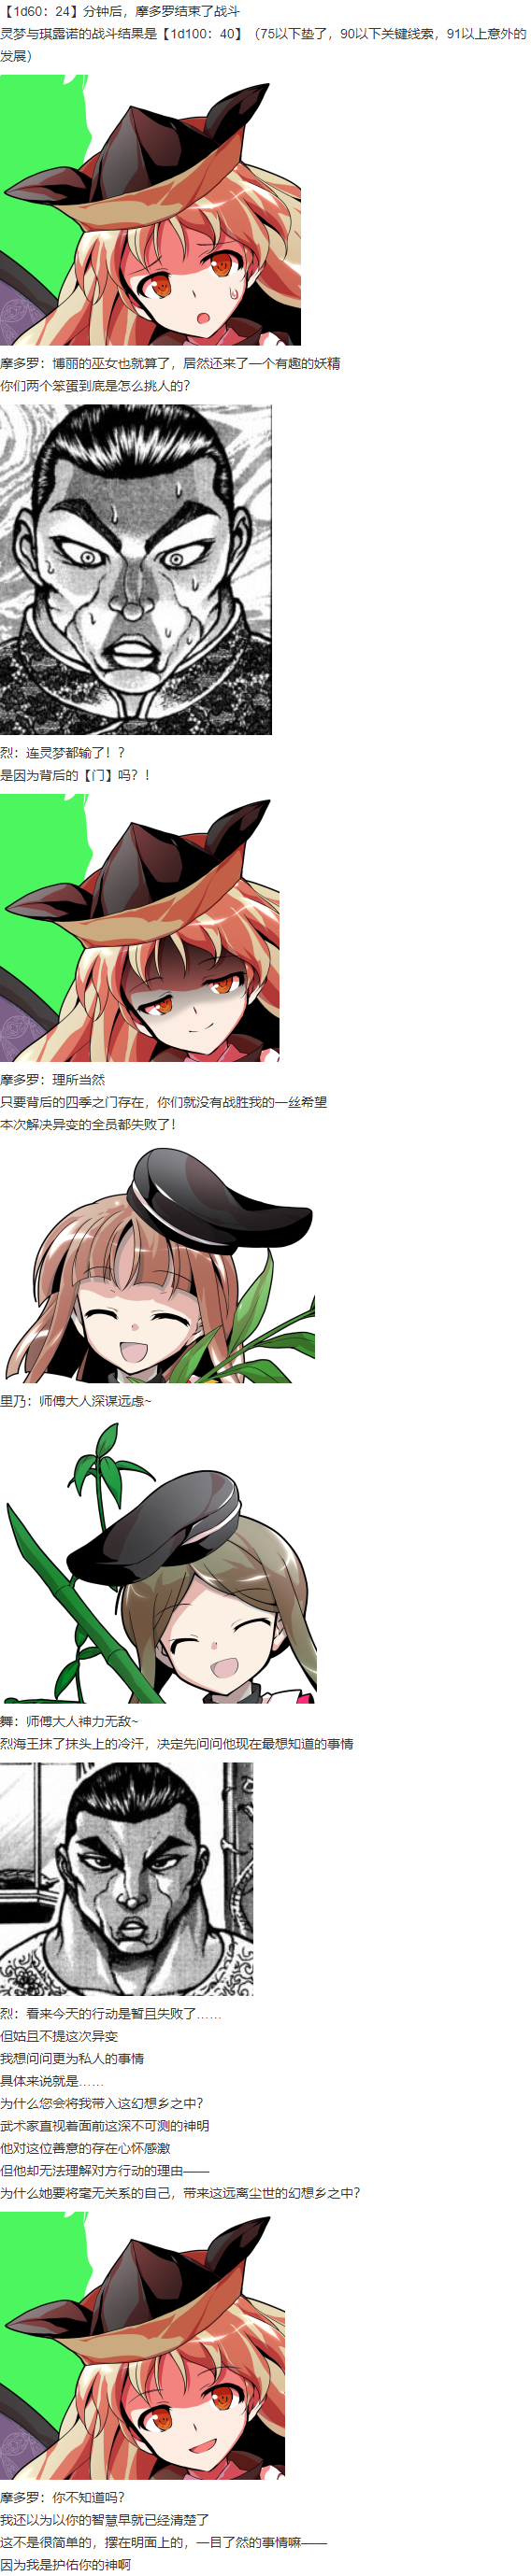 【1d60：24】分钟后，摩多罗结束了战斗
灵梦与琪露诺的战斗结果是【1d100：40】（75以下垫了，90以下关键线索，91以上意外的
发展）
摩多罗：博丽的巫女也就算了，居然还来了一个有趣的妖精
你们两个笨蛋到底是怎么挑人的？
烈：连灵梦都输了！？
是因为背后的【门】吗？！
摩多罗：理所当然
只要背后的四季之门存在，你们就没有战胜我的一丝希望
本次解决异变的全员都失败了！
里乃：师傅大人深谋远虑~
舞：师傅大人神力无敌~
烈海王抹了抹头上的冷汗，决定先问问他现在最想知道的事情
烈：看来今天的行动是暂且失败了……
但姑且不提这次异变
我想问问更为私人的事情
具体来说就是……
为什么您会将我带入这幻想乡之中？
武术家直视着面前这深不可测的神明
他对这位善意的存在心怀感激
但他却无法理解对方行动的理由——
为什么她要将毫无关系的自己，带来这远离尘世的幻想乡之中？
摩多罗：你不知道吗？
我还以为以你的智慧早就已经清楚了
这不是很简单的，摆在明面上的，一目了然的事情嘛——
因为我是护佑你的神啊